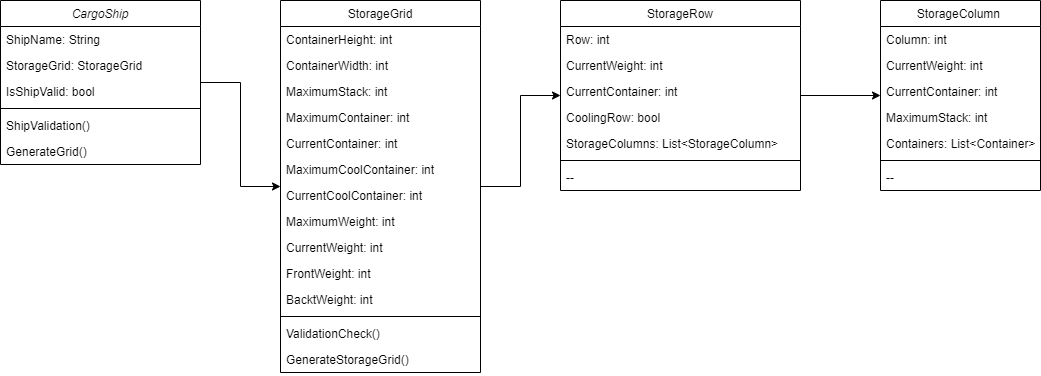 CargoShip
ShipName: String
StorageGrid: StorageGrid
IsShipValid: bool
ShipValidation()
GenerateGrid()
StorageGrid
ContainerHeight: int
ContainerWidth: int
MaximumStack: int
MaximumContainer: int
CurrentContainer: int
MaximumCoolContainer: int
CurrentCoolContainer: int
MaximumWeight: int
CurrentWeight: int
FrontWeight: int
BacktWeight: int
ValidationCheck()
GenerateStorageGrid()
StorageRow
Row: int
CurrentWeight: int
CurrentContainer: int
CoolingRow: bool
StorageColumns: List<StorageColumn>
--
StorageColumn
Column: int
CurrentWeight: int
CurrentContainer: int
MaximumStack: int
Containers: List<Container>
--